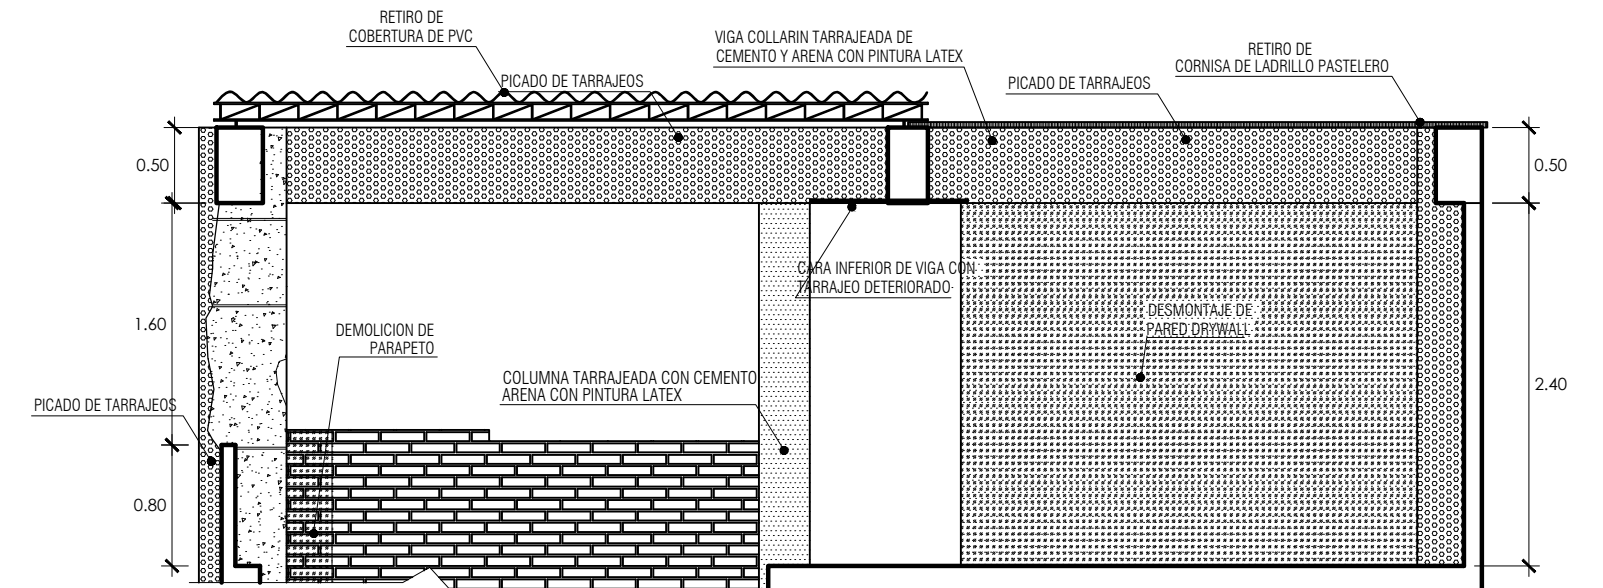 RETIRO DE
COBERTURA DE PVC
PICADO DE TARRAJEOS
VIGA COLLARIN TARRAJEADA DE
CEMENTO Y ARENA CON PINTURA LATEX
PICADO DE TARRAJEOS
RETIRO DE
CORNISA DE LADRILLO PASTELERO
0.50
0.50
CARA INFERIOR DE VIGA CON
TARRAJEO DETERIORADO
1.60
DEMOLICION DE
PARAPETO
DESMONTAJE DE
PARED DRYWALL
COLUMNA TARRAJEADA CON CEMENTO
ARENA CON PINTURA LATEX
2.40
PICADO DE TARRAJEOS
0.80